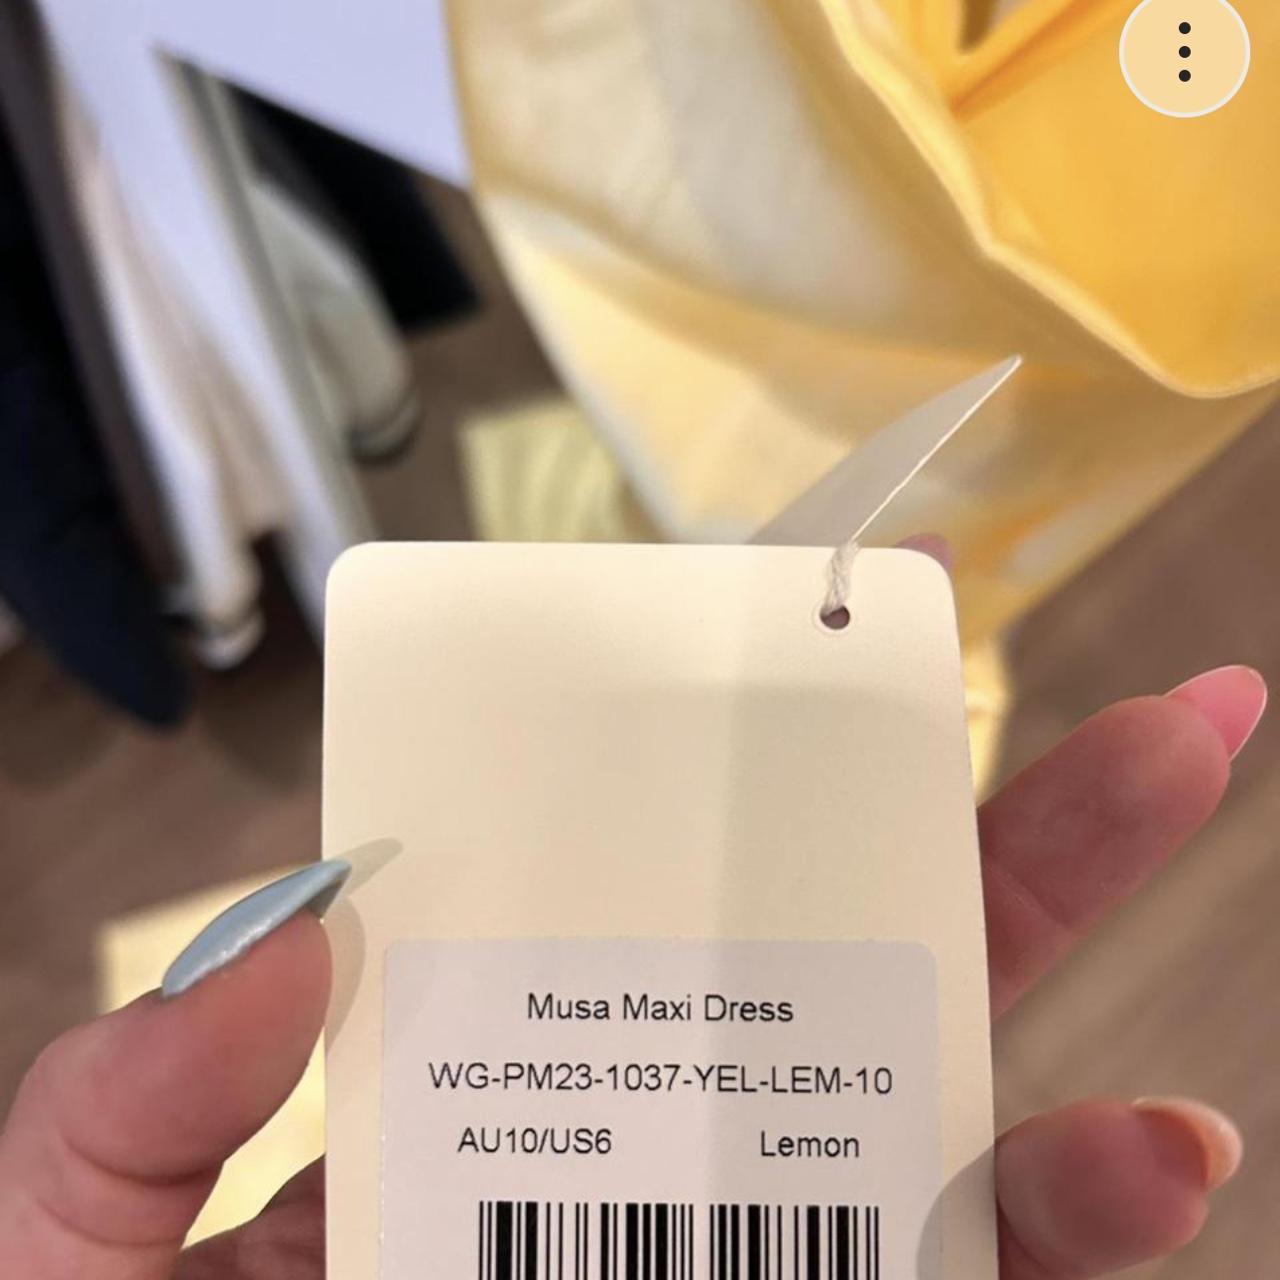 Musa Maxi Dress
WG-PM23-1037-YEL-LEM-10
AU10/US6 Lemon